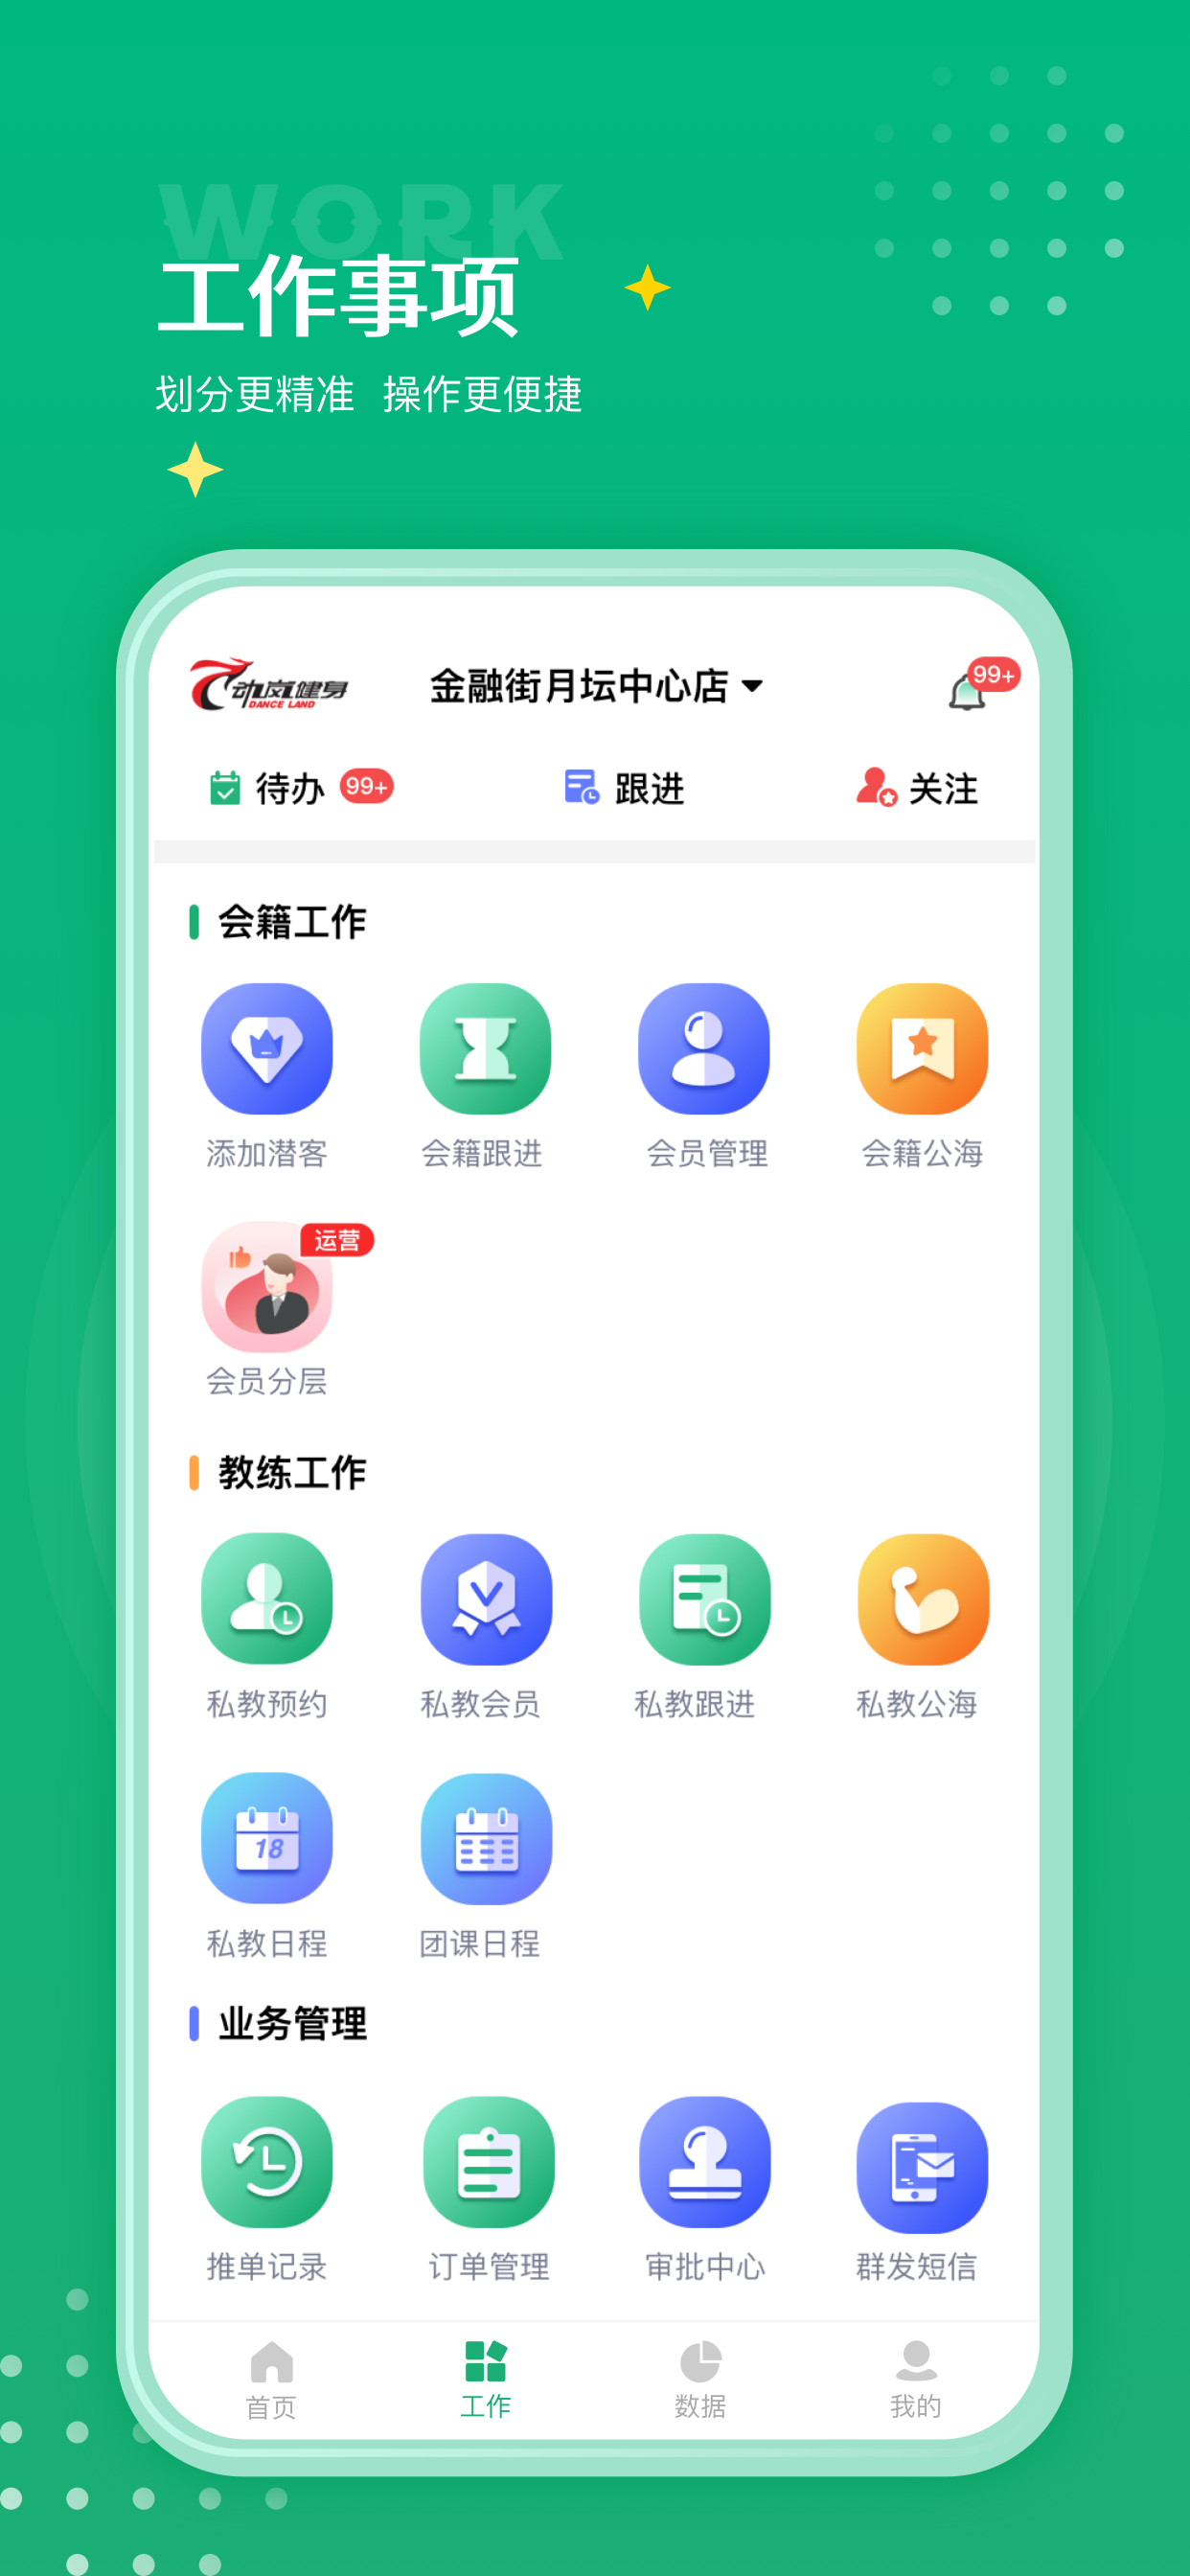 WORK
工作事项
划分更精准 操作更便捷
动岚健身
DANCE LAND
金融街月坛中心店
99+
待办 99+ 跟进 关注
会籍工作
添加潜客 会籍跟进 会员管理 会籍公海
运营
会员分层
教练工作
私教预约 私教会员 私教跟进 私教公海
18
私教日程 团课日程
业务管理
推单记录 订单管理 审批中心 群发短信
首页 工作 数据 我的